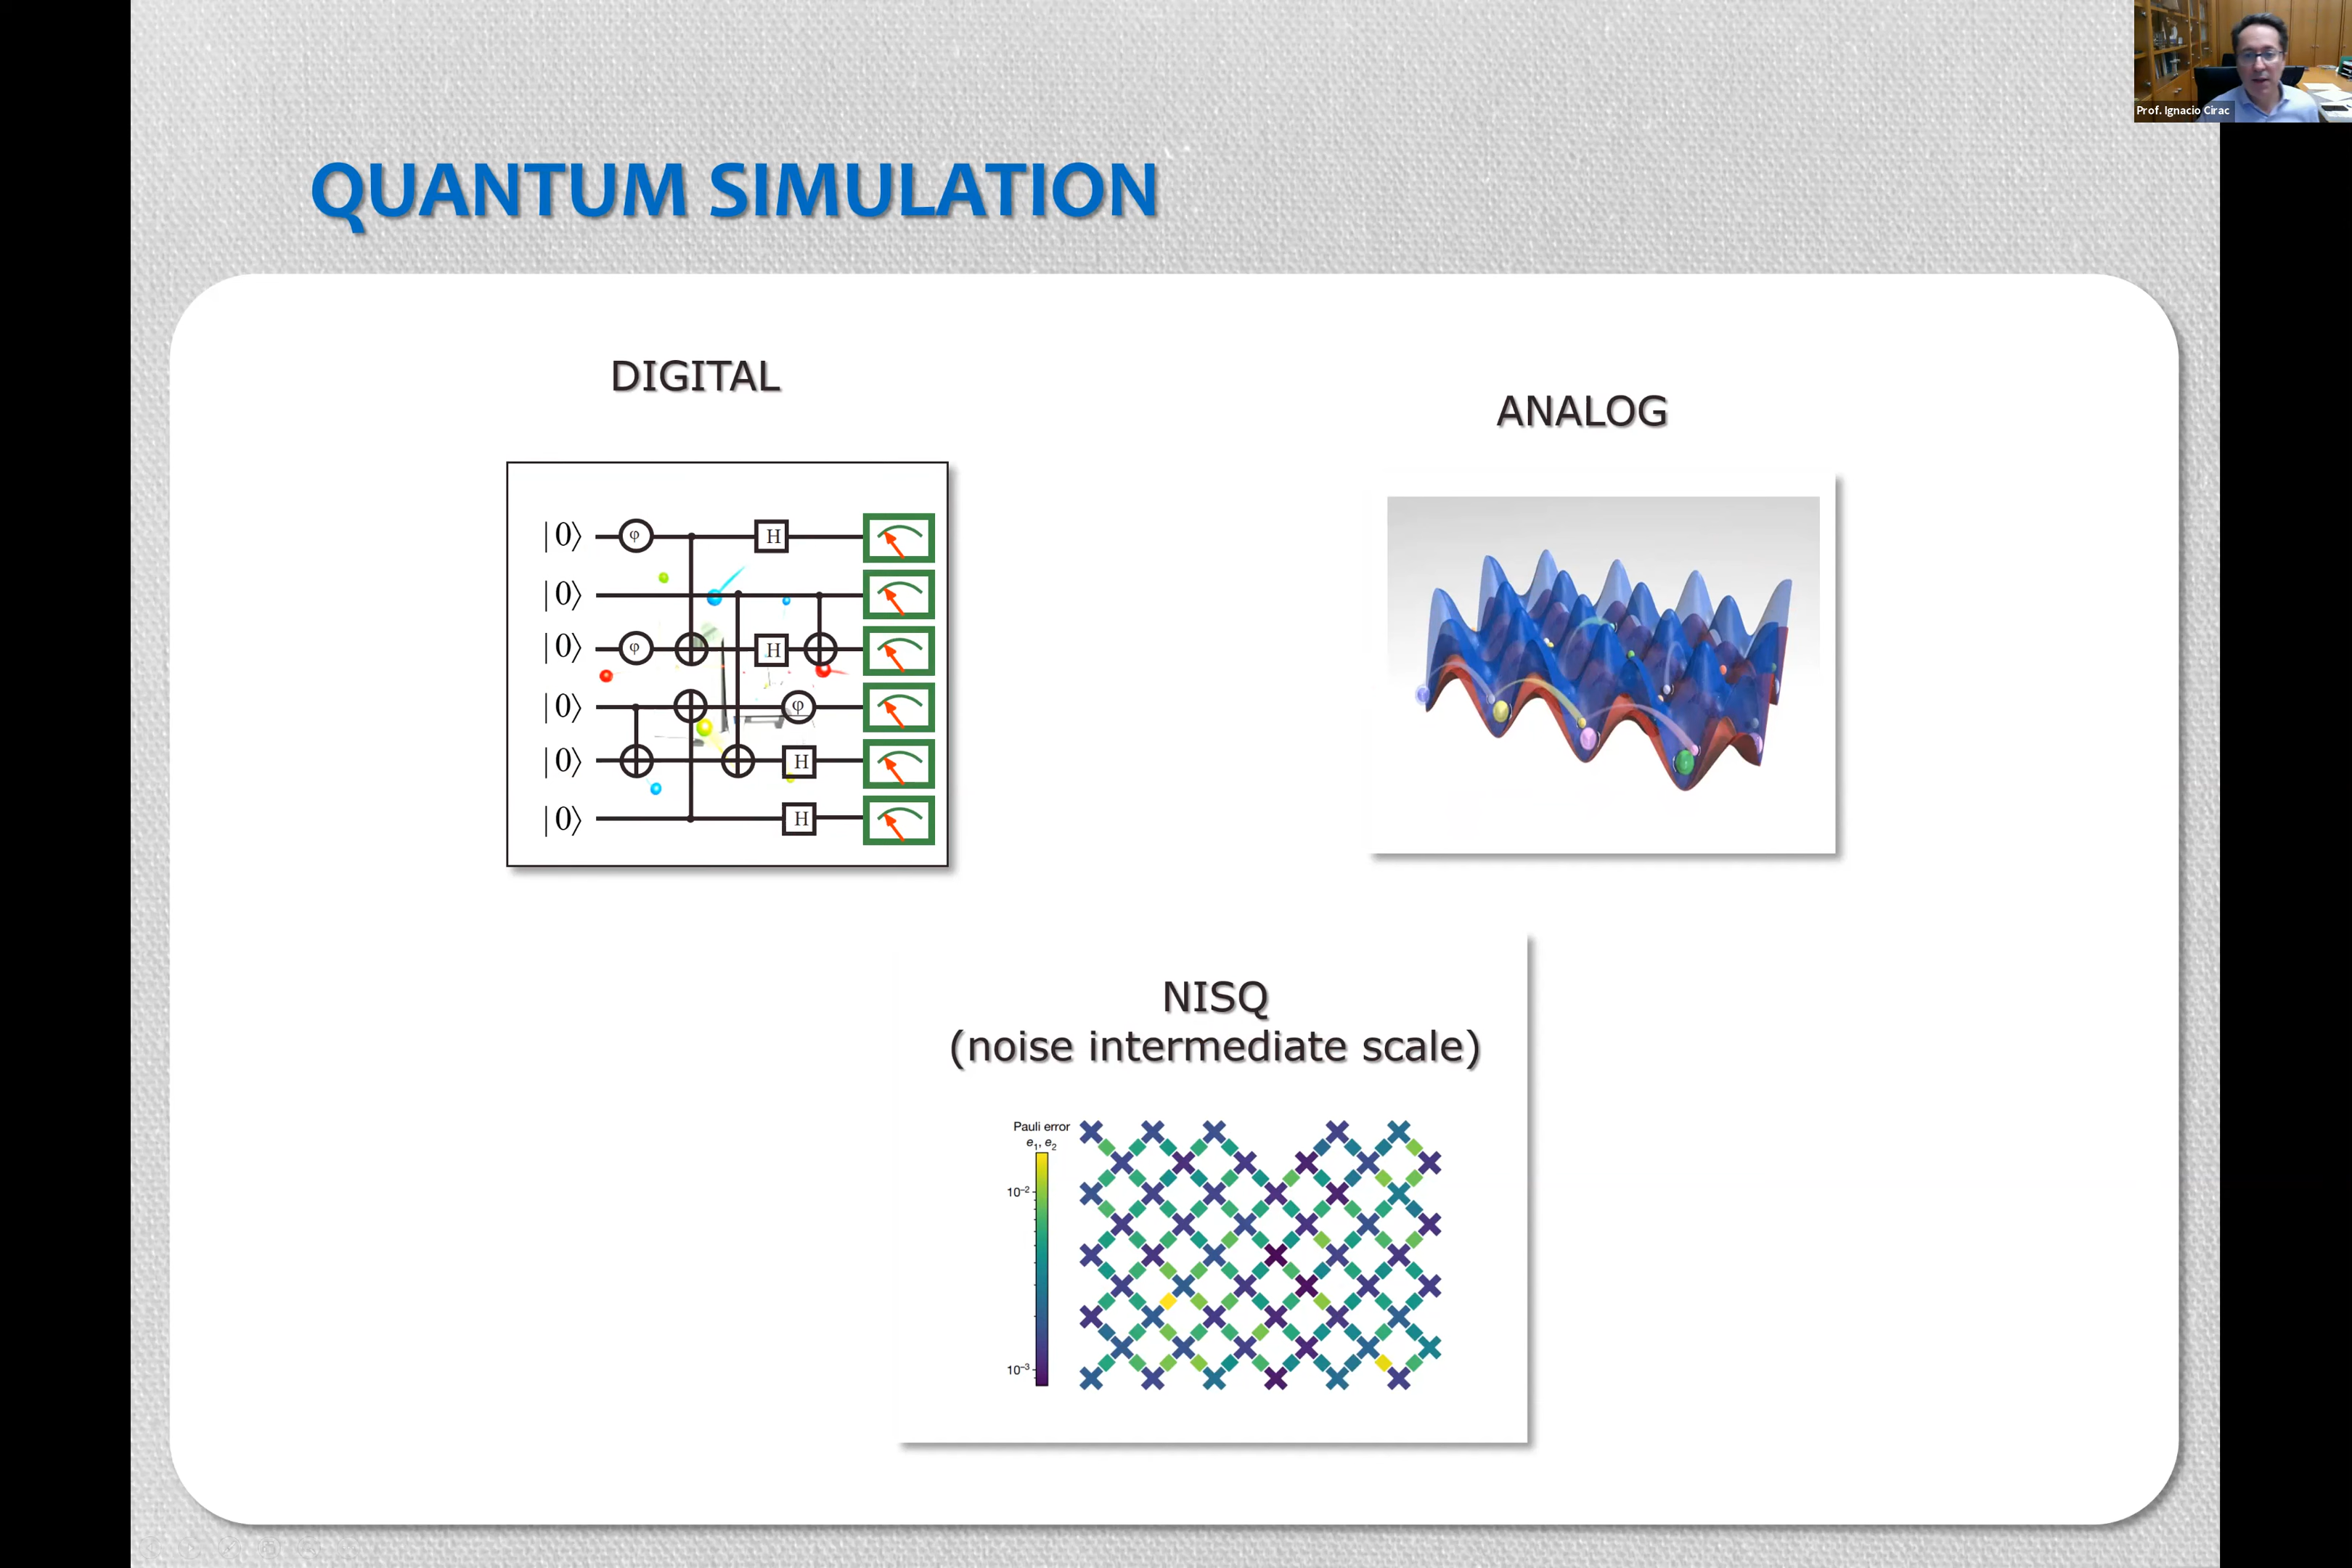 Prof. Ignacio Cirac
QUANTUM SIMULATION
DIGITAL
ANALOG
|0⟩ φ H
|0⟩
|0⟩ φ H
|0⟩ φ
|0⟩ H
|0⟩ H
NISQ
(noise intermediate scale)
Pauli error
e₁, e₂
10⁻²
10⁻³